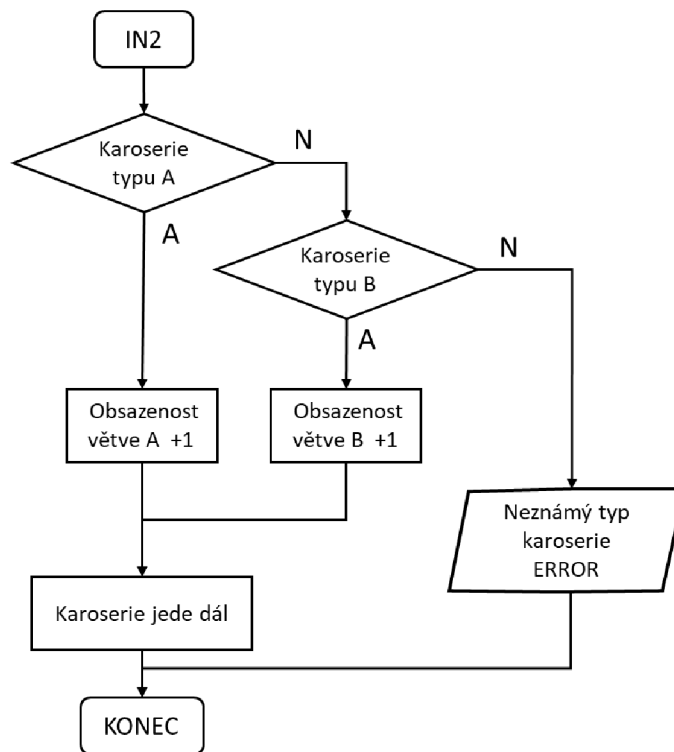 IN2
Karoserie
typu A
N
A
Karoserie
typu B
N
A
Obsazenost
větve A +1
Obsazenost
větve B +1
Neznámý typ
karoserie
ERROR
Karoserie jede dál
KONEC